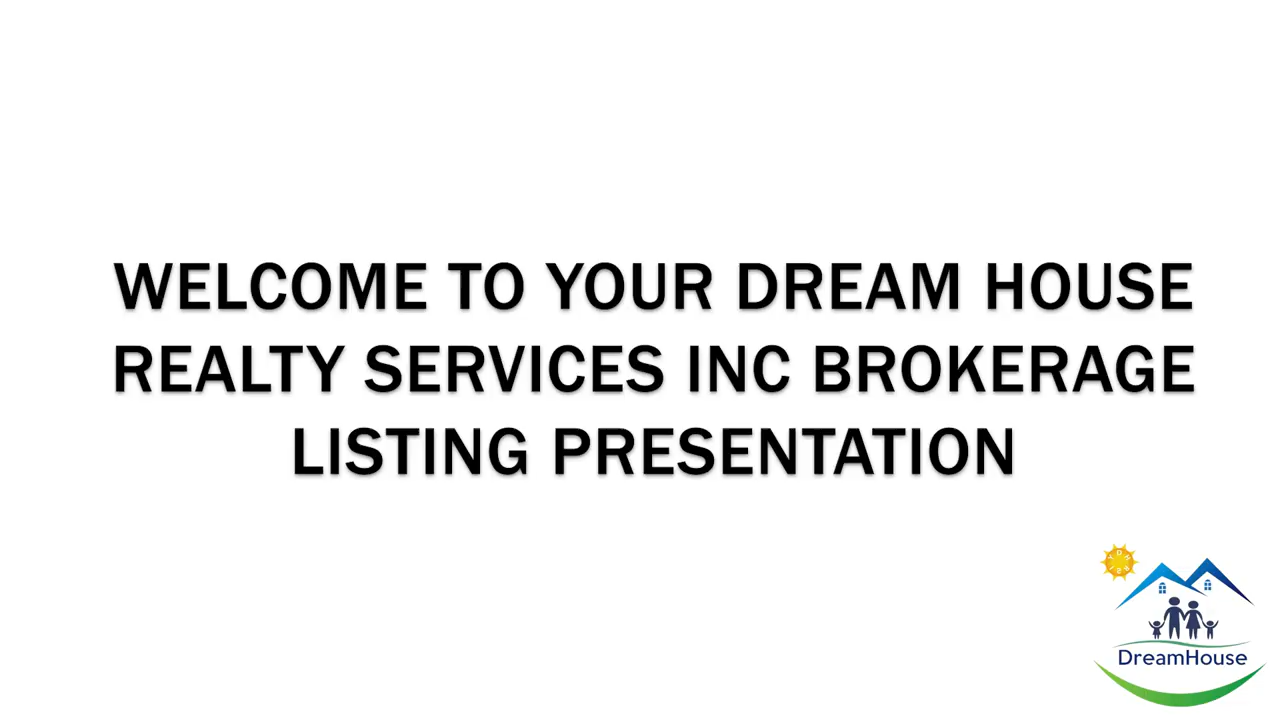 WELCOME TO YOUR DREAM HOUSE
REALTY SERVICES INC BROKERAGE
LISTING PRESENTATION
DreamHouse